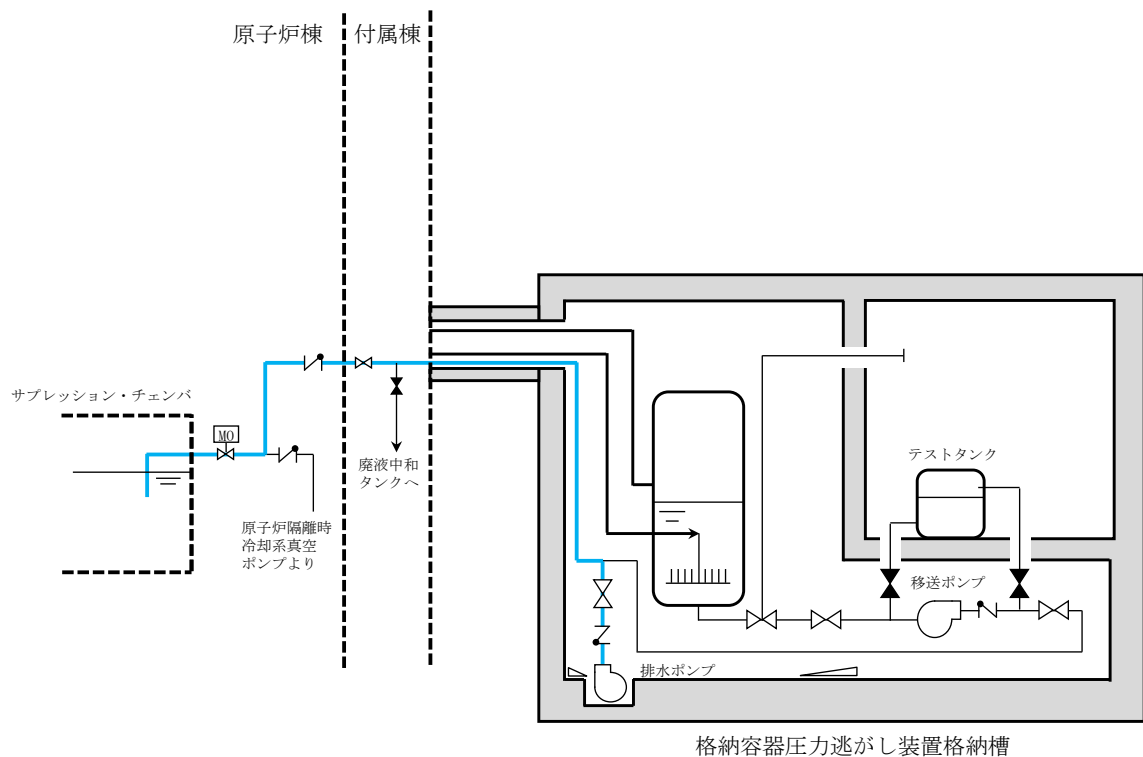 原子炉棟
付属棟
サプレッション・チェンバ
MO
廃液中和
タンクへ
原子炉隔離時
冷却系真空
ポンプより
テストタンク
移送ポンプ
排水ポンプ
格納容器圧力逃がし装置格納槽